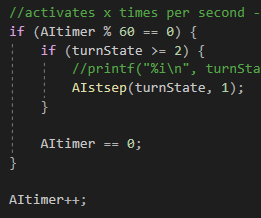 //activates x times per second -
if (AItimer % 60 == 0) {
if (turnState >= 2) {
//printf("%i\n", turnSta
AIstsep(turnState, 1);
}
AItimer == 0;
}
AItimer++;